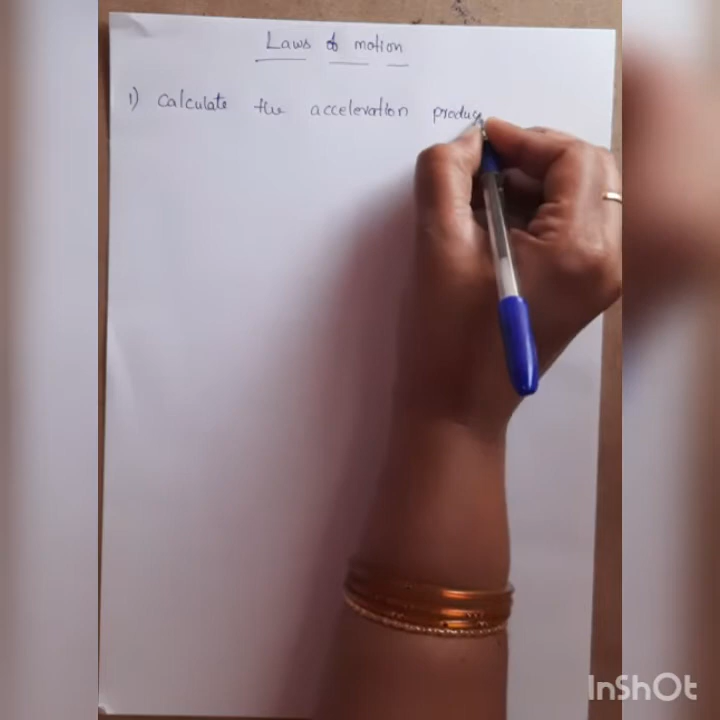 Laws of motion
1) Calculate the acceleration produc
InShOt